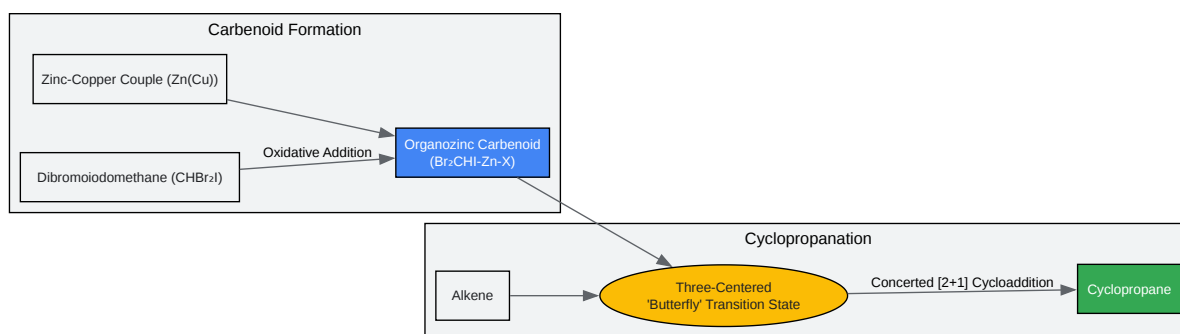 Carbenoid Formation
Zinc-Copper Couple (Zn(Cu))
Dibromoiodomethane (CHBr₂I)
Oxidative Addition
Organozinc Carbenoid
(Br₂CHI-Zn-X)
Cyclopropanation
Alkene
Three-Centered
'Butterfly' Transition State
Concerted [2+1] Cycloaddition
Cyclopropane